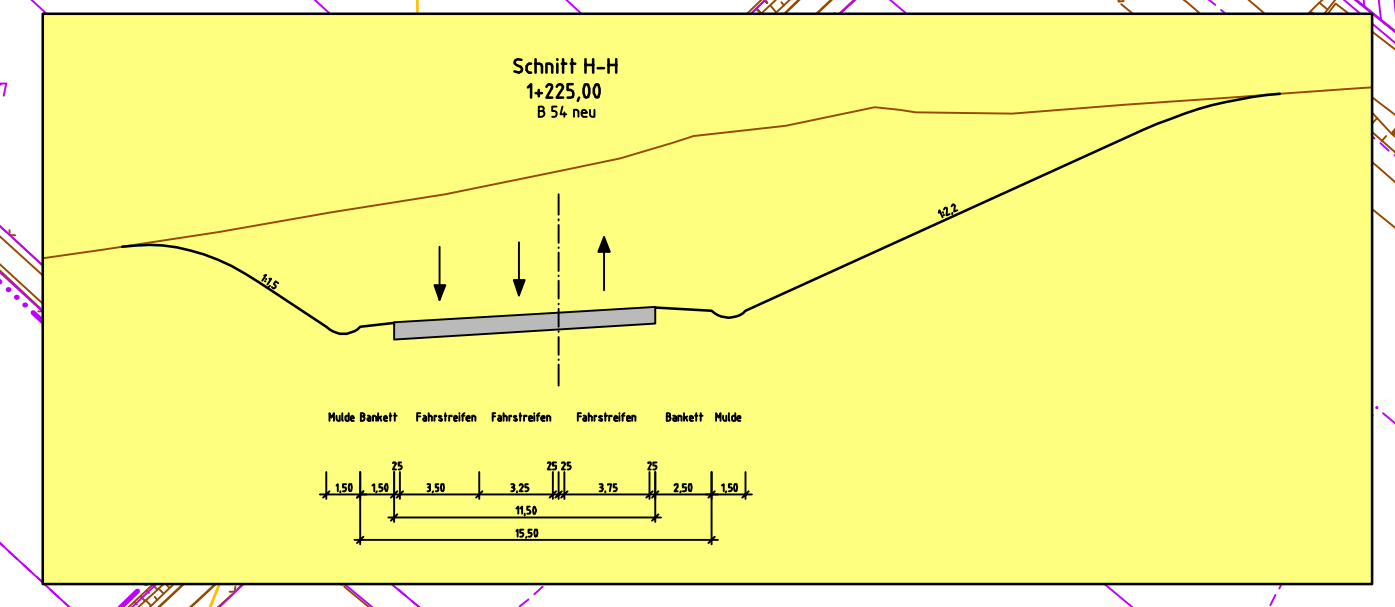 Schnitt H-H
1+225,00
B 54 neu
1:2,2
1:1,5
Mulde Bankett Fahrstreifen Fahrstreifen Fahrstreifen Bankett Mulde
25 25 25 25
1,50 1,50 3,50 3,25 3,75 2,50 1,50
11,50
15,50